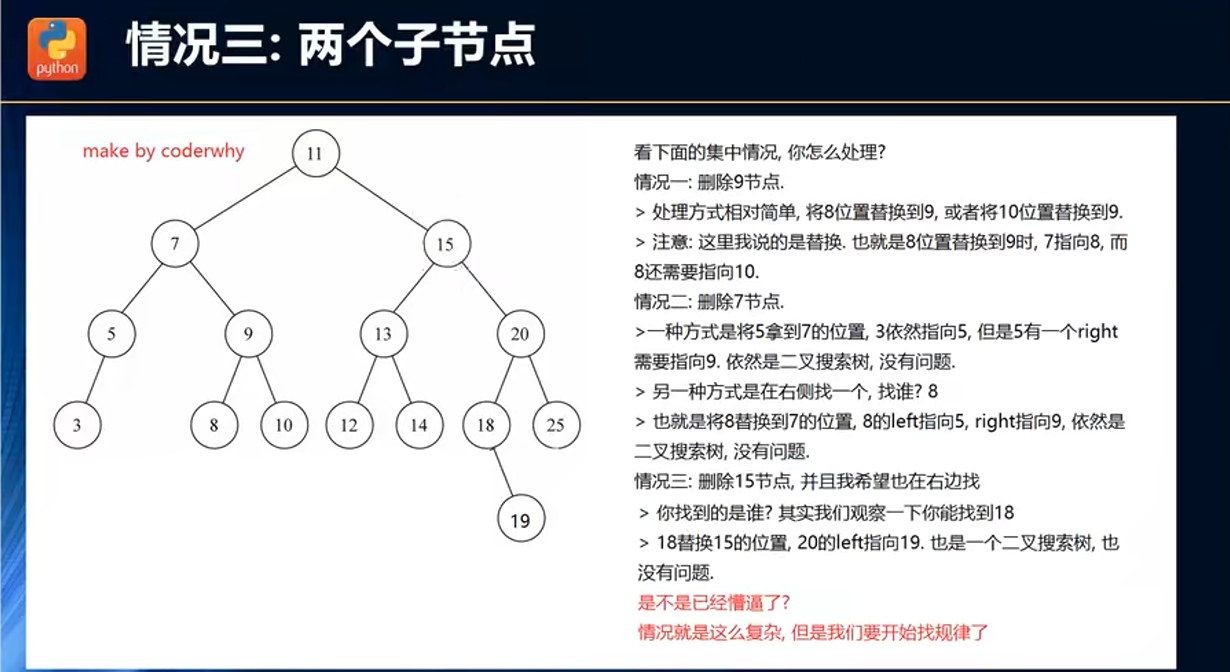 python
情况三: 两个子节点
make by coderwhy
11
7
15
5
9
13
20
3
8
10
12
14
18
25
19
看下面的集中情况, 你怎么处理?
情况一: 删除9节点.
> 处理方式相对简单, 将8位置替换到9, 或者将10位置替换到9.
> 注意: 这里我说的是替换. 也就是8位置替换到9时, 7指向8, 而
8还需要指向10.
情况二: 删除7节点.
>一种方式是将5拿到7的位置, 3依然指向5, 但是5有一个right
需要指向9. 依然是二叉搜索树, 没有问题.
> 另一种方式是在右侧找一个, 找谁? 8
> 也就是将8替换到7的位置, 8的left指向5, right指向9, 依然是
二叉搜索树, 没有问题.
情况三: 删除15节点, 并且我希望也在右边找
> 你找到的是谁? 其实我们观察一下你能找到18
> 18替换15的位置, 20的left指向19. 也是一个二叉搜索树, 也
没有问题.
是不是已经懵逼了?
情况就是这么复杂, 但是我们要开始找规律了